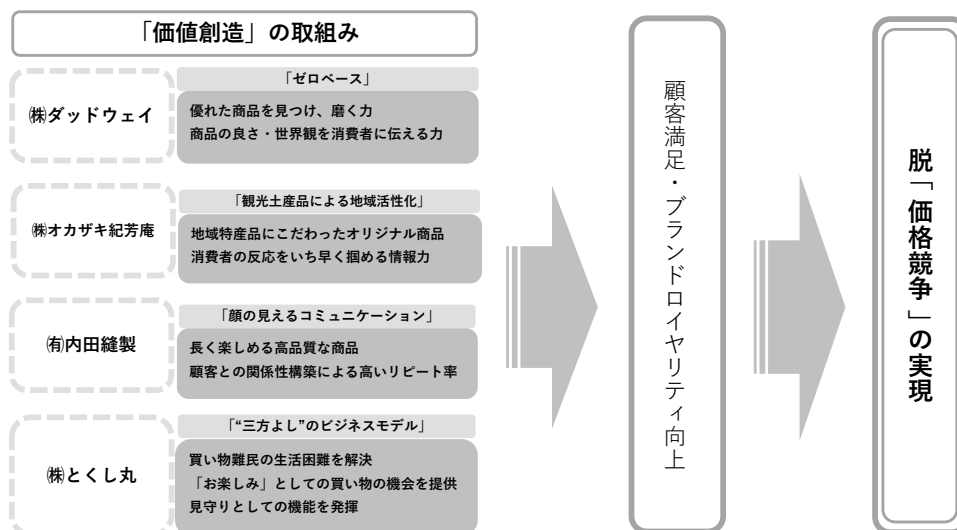 「価値創造」の取組み
㈱ダッドウェイ
「ゼロベース」
優れた商品を見つけ、磨く力
商品の良さ・世界観を消費者に伝える力
㈱オカザキ紀芳庵
「観光土産品による地域活性化」
地域特産品にこだわったオリジナル商品
消費者の反応をいち早く掴める情報力
㈲内田縫製
「顔の見えるコミュニケーション」
長く楽しめる高品質な商品
顧客との関係性構築による高いリピート率
㈱とくし丸
「“三方よし”のビジネスモデル」
買い物難民の生活困難を解決
「お楽しみ」としての買い物の機会を提供
見守りとしての機能を発揮
顧客満足・ブランドロイヤリティ向上
脱「価格競争」の実現